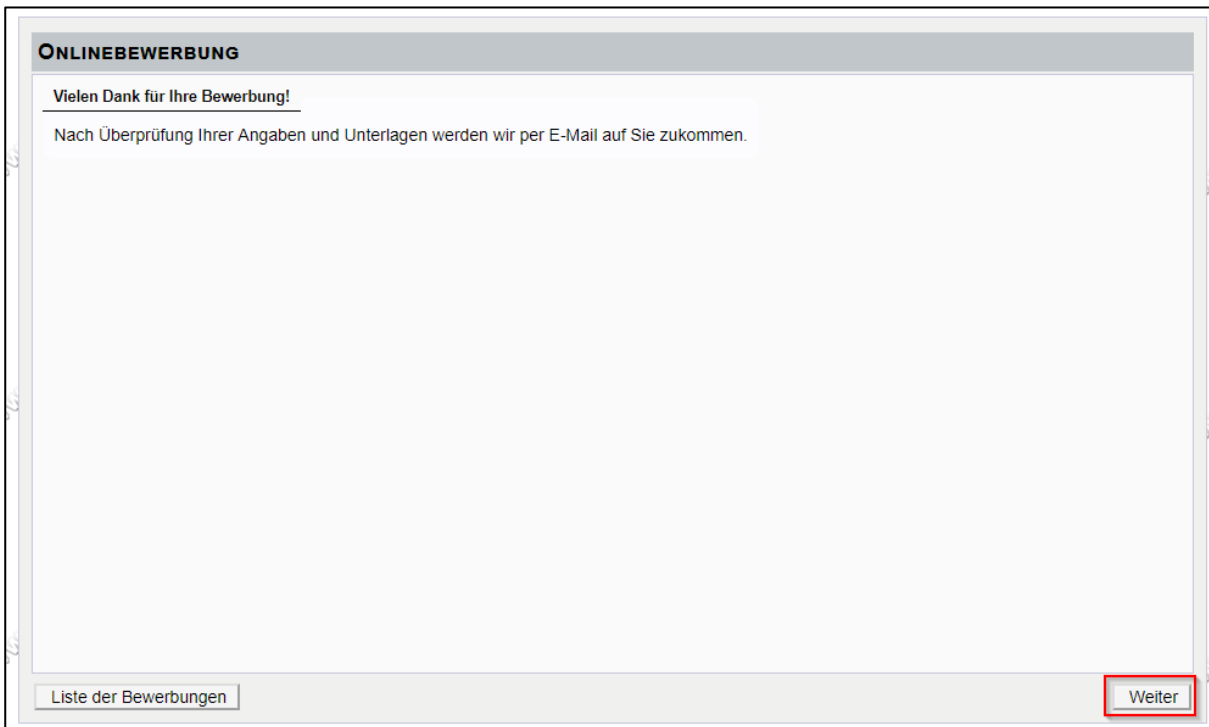 ONLINEBEWERBUNG
Vielen Dank für Ihre Bewerbung!
Nach Überprüfung Ihrer Angaben und Unterlagen werden wir per E-Mail auf Sie zukommen.
Liste der Bewerbungen
Weiter